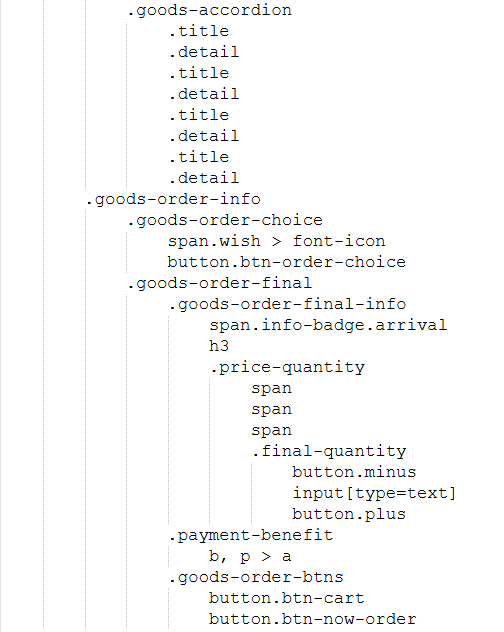 .goods-accordion
.title
.detail
.title
.detail
.title
.detail
.title
.detail
.goods-order-info
.goods-order-choice
span.wish > font-icon
button.btn-order-choice
.goods-order-final
.goods-order-final-info
span.info-badge.arrival
h3
.price-quantity
span
span
span
.final-quantity
button.minus
input[type=text]
button.plus
.payment-benefit
b, p > a
.goods-order-btns
button.btn-cart
button.btn-now-order